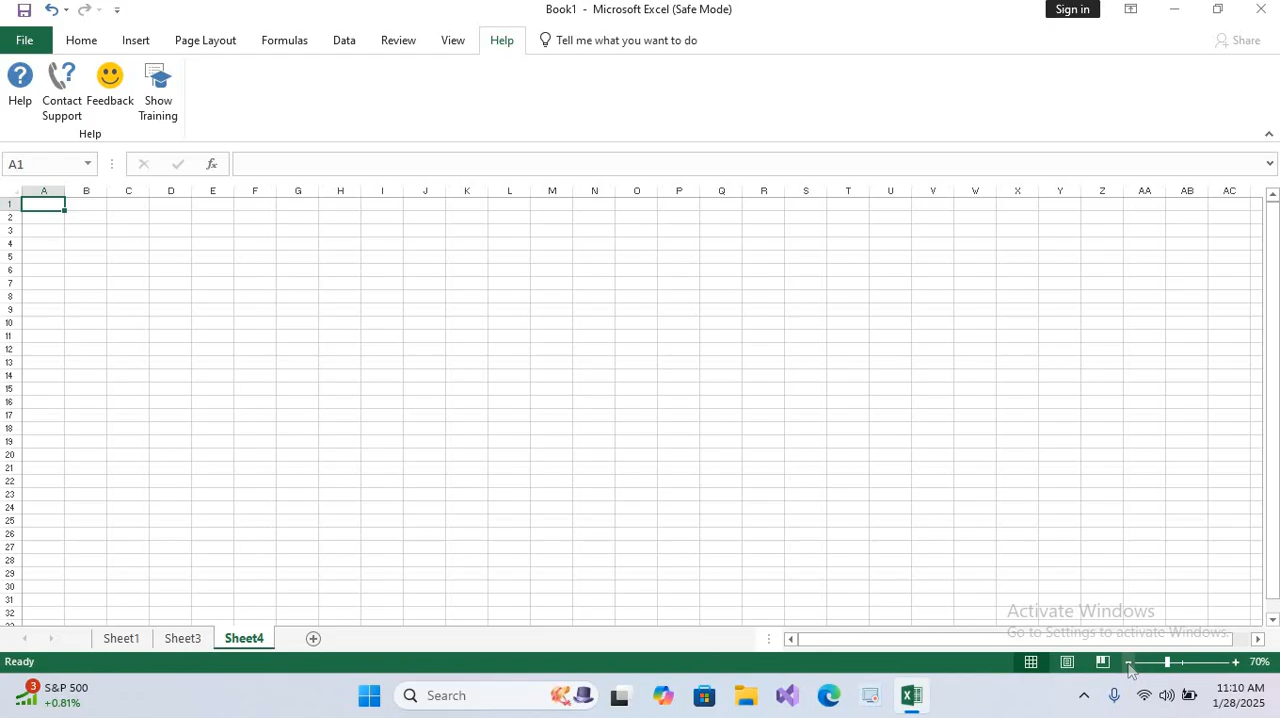 Book1 - Microsoft Excel (Safe Mode)
Sign in
File Home Insert Page Layout Formulas Data Review View Help Tell me what you want to do Share
Help Contact Support Feedback Show Training
Help
A1 fx
A B C D E F G H I J K L M N O P Q R S T U V W X Y Z AA AB AC
1
2
3
4
5
6
7
8
9
10
11
12
13
14
15
16
17
18
19
20
21
22
23
24
25
26
27
28
29
30
31
32
Activate Windows
Go to Settings to activate Windows.
Sheet1 Sheet3 Sheet4
Ready 70%
3 S&P 500
+0.81%
Search
11:10 AM
1/28/2025